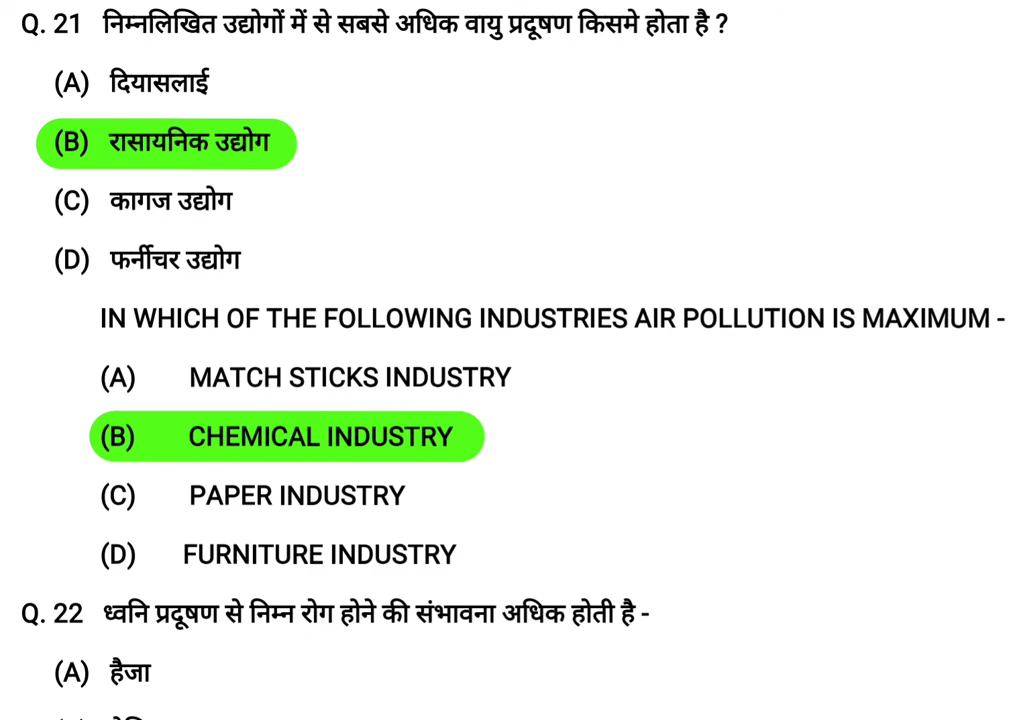 Q. 21 निम्नलिखित उद्योगों में से सबसे अधिक वायु प्रदूषण किसमे होता है ?
(A) दियासलाई
(B) रासायनिक उद्योग
(C) कागज उद्योग
(D) फर्नीचर उद्योग
IN WHICH OF THE FOLLOWING INDUSTRIES AIR POLLUTION IS MAXIMUM -
(A) MATCH STICKS INDUSTRY
(B) CHEMICAL INDUSTRY
(C) PAPER INDUSTRY
(D) FURNITURE INDUSTRY
Q. 22 ध्वनि प्रदूषण से निम्न रोग होने की संभावना अधिक होती है -
(A) हैजा